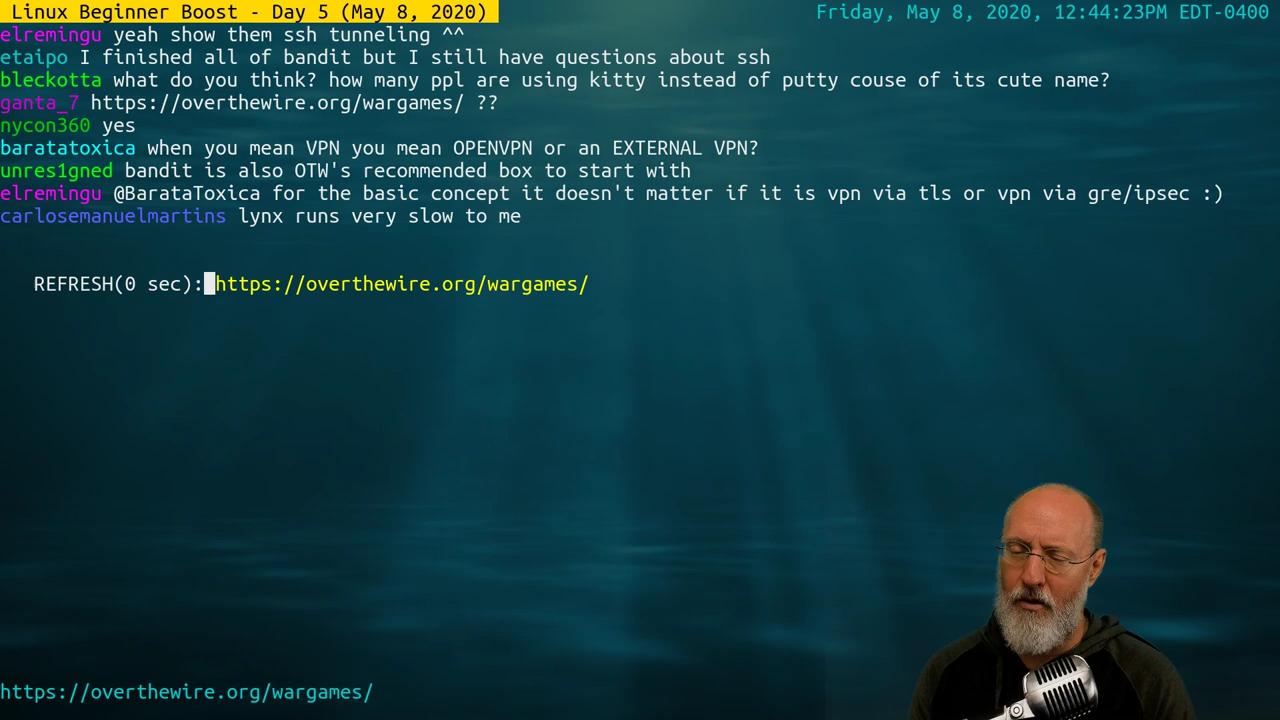 Linux Beginner Boost - Day 5 (May 8, 2020)
Friday, May 8, 2020, 12:44:23PM EDT-0400
elremingu yeah show them ssh tunneling ^^
etaipo I finished all of bandit but I still have questions about ssh
bleckotta what do you think? how many ppl are using kitty instead of putty couse of its cute name?
ganta_7 https://overthewire.org/wargames/ ??
nycon360 yes
baratatoxica when you mean VPN you mean OPENVPN or an EXTERNAL VPN?
unres1gned bandit is also OTW's recommended box to start with
elremingu @BarataToxica for the basic concept it doesn't matter if it is vpn via tls or vpn via gre/ipsec :)
carlosemanuelmartins lynx runs very slow to me
REFRESH(0 sec): https://overthewire.org/wargames/
https://overthewire.org/wargames/